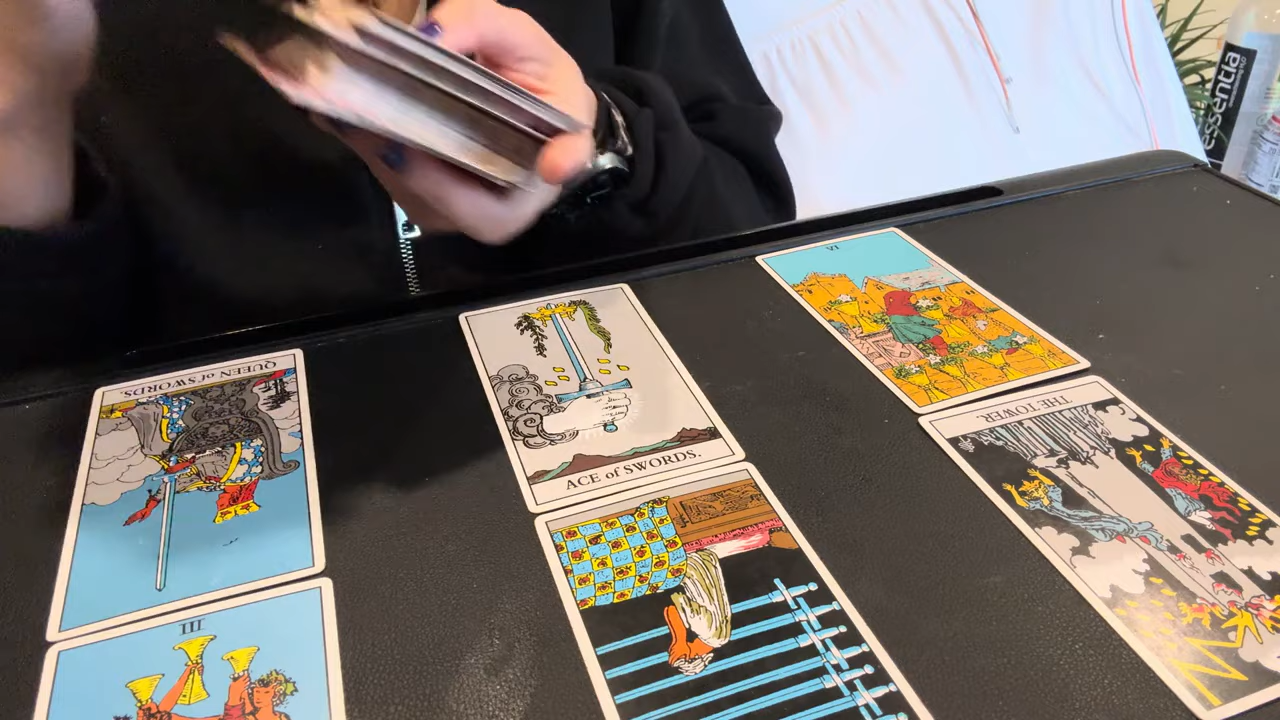 essentia
VI
ACE of SWORDS.
QUEEN of SWORDS.
THE TOWER.
III